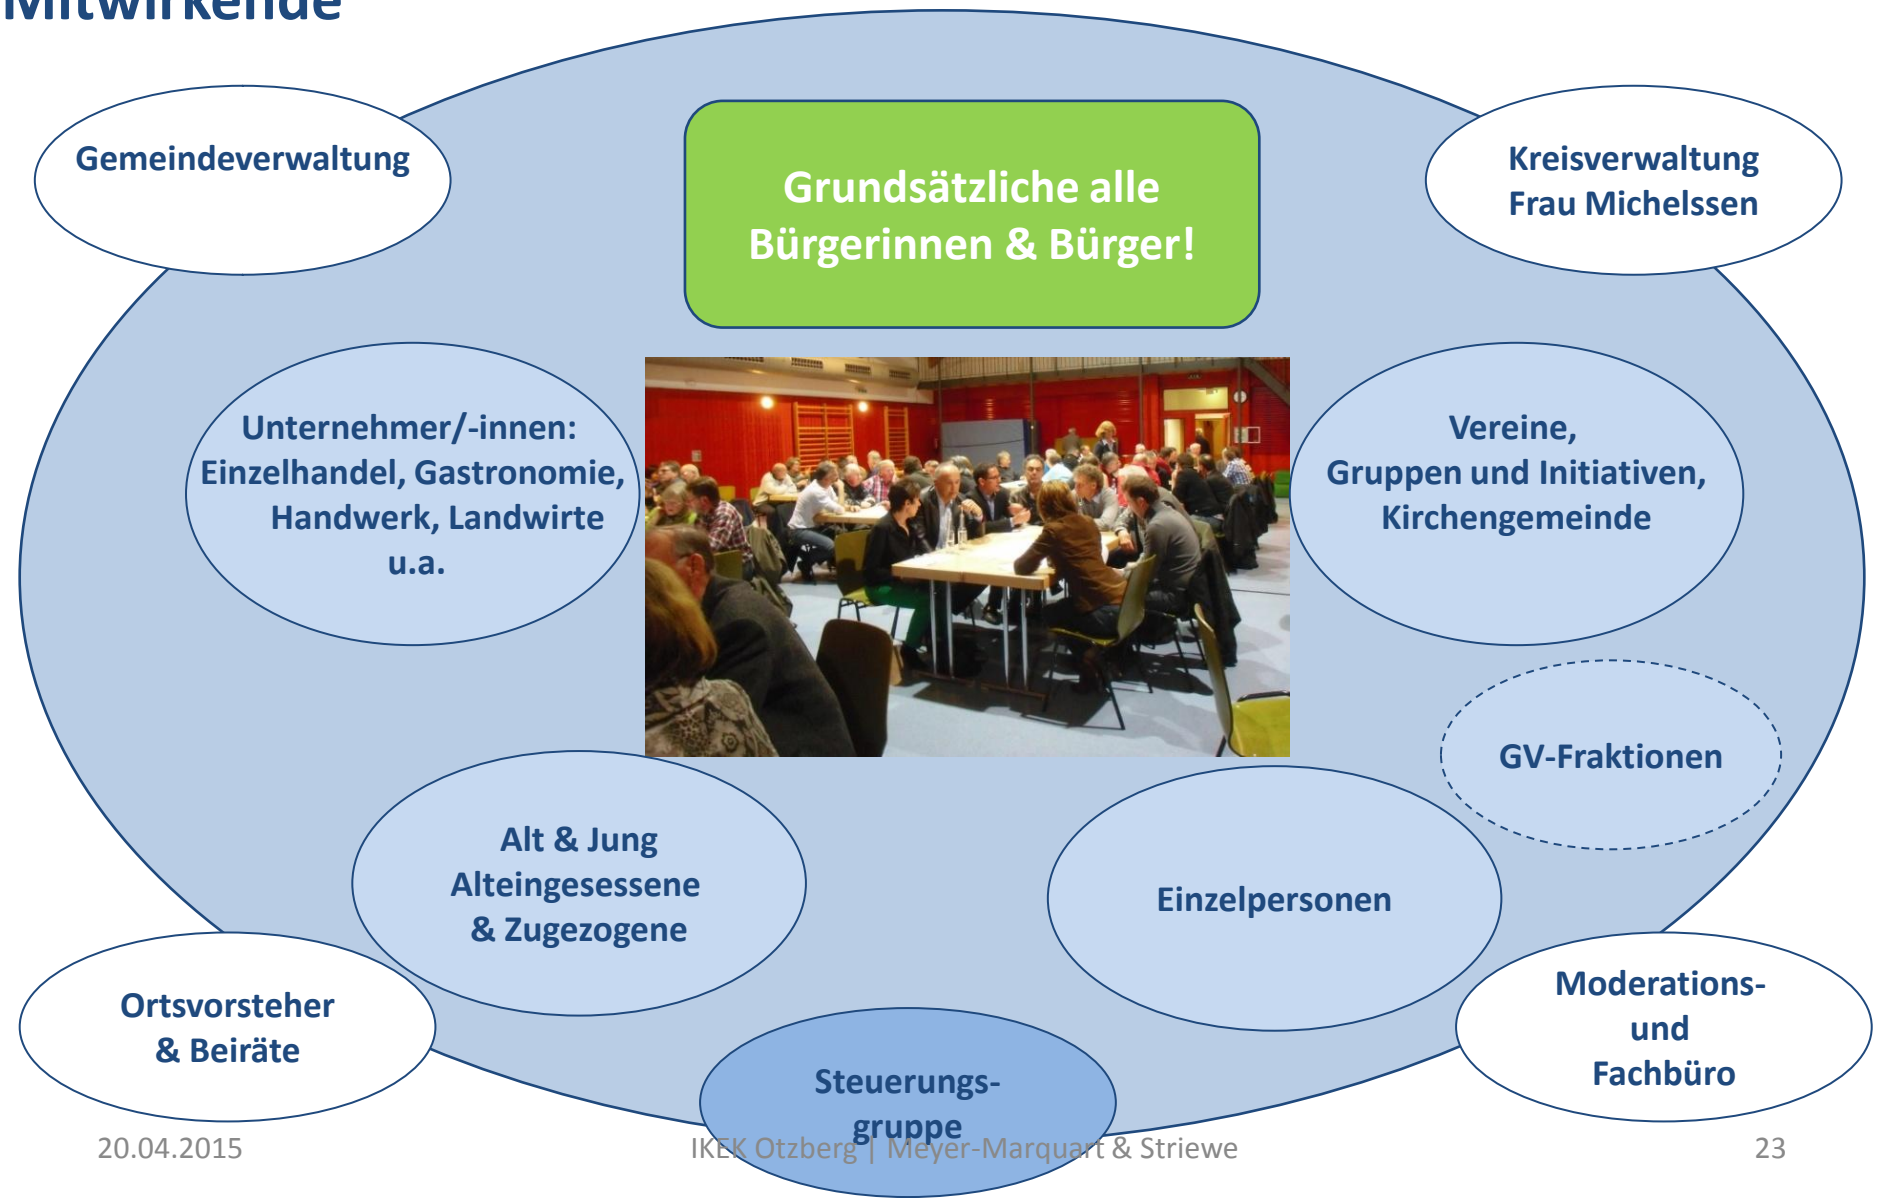 Mitwirkende
Gemeindeverwaltung
Grundsätzliche alle
Bürgerinnen & Bürger!
Kreisverwaltung
Frau Michelssen
Unternehmer/-innen:
Einzelhandel, Gastronomie,
Handwerk, Landwirte
u.a.
Vereine,
Gruppen und Initiativen,
Kirchengemeinde
GV-Fraktionen
Alt & Jung
Alteingesessene
& Zugezogene
Einzelpersonen
Ortsvorsteher
& Beiräte
Steuerungs-
gruppe
Moderations-
und
Fachbüro
20.04.2015
IKEK Otzberg | Meyer-Marquart & Striewe
23